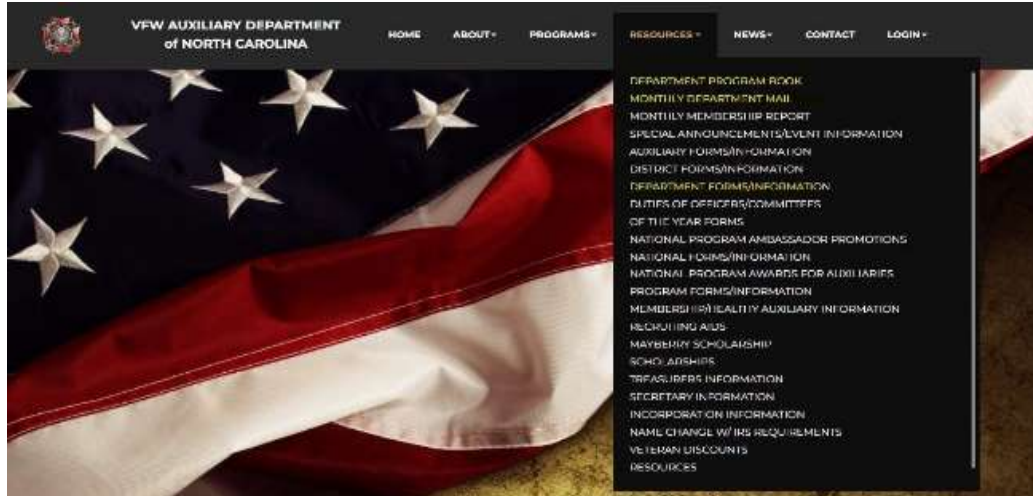 VFW AUXILIARY DEPARTMENT
of NORTH CAROLINA
HOME ABOUT PROGRAMS RESOURCES NEWS CONTACT LOGIN
DEPARTMENT PROGRAM BOOK
MONTHLY DEPARTMENT MAIL
MONTHLY MEMBERSHIP REPORT
SPECIAL ANNOUNCEMENTS/EVENT INFORMATION
AUXILIARY FORMS/INFORMATION
DISTRICT FORMS/INFORMATION
DEPARTMENT FORMS/INFORMATION
DUTIES OF OFFICERS/COMMITTEES
OF THE YEAR FORMS
NATIONAL PROGRAM AMBASSADOR PROMOTIONS
NATIONAL FORMS/INFORMATION
NATIONAL PROGRAM AWARDS FOR AUXILIARIES
PROGRAM FORMS/INFORMATION
MEMBERSHIP/HEALTHY AUXILIARY INFORMATION
RECRUITING AIDS
MAYBERRY SCHOLARSHIP
SCHOLARSHIPS
TREASURERS INFORMATION
SECRETARY INFORMATION
INCORPORATION INFORMATION
NAME CHANGE W/ IRS REQUIREMENTS
VETERAN DISCOUNTS
RESOURCES